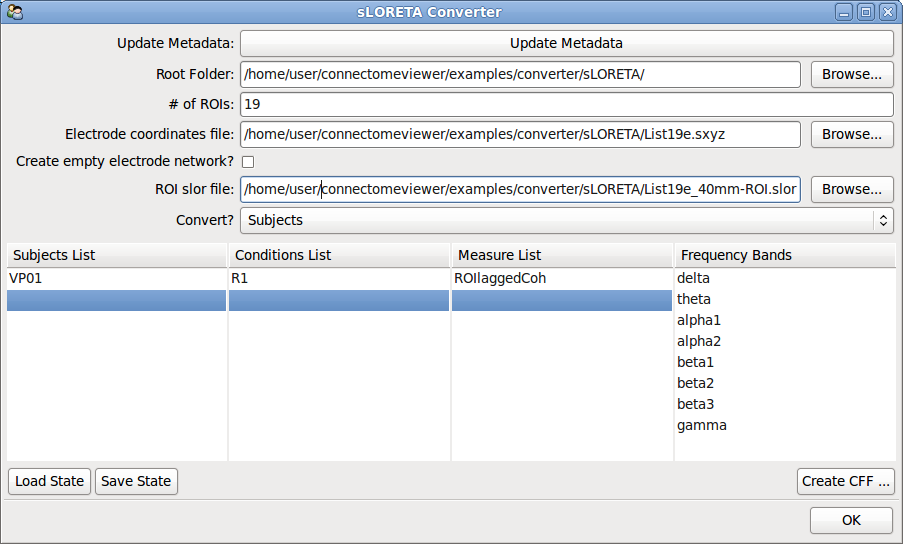 sLORETA Converter
Update Metadata: Update Metadata
Root Folder: /home/user/connectomeviewer/examples/converter/sLORETA/ Browse...
# of ROIs: 19
Electrode coordinates file: /home/user/connectomeviewer/examples/converter/sLORETA/List19e.sxyz Browse...
Create empty electrode network?
ROI slor file: /home/user/connectomeviewer/examples/converter/sLORETA/List19e_40mm-ROI.slor Browse...
Convert? Subjects
Subjects List Conditions List Measure List Frequency Bands
VP01 R1 ROIlaggedCoh delta
theta
alpha1
alpha2
beta1
beta2
beta3
gamma
Load State Save State Create CFF ...
OK